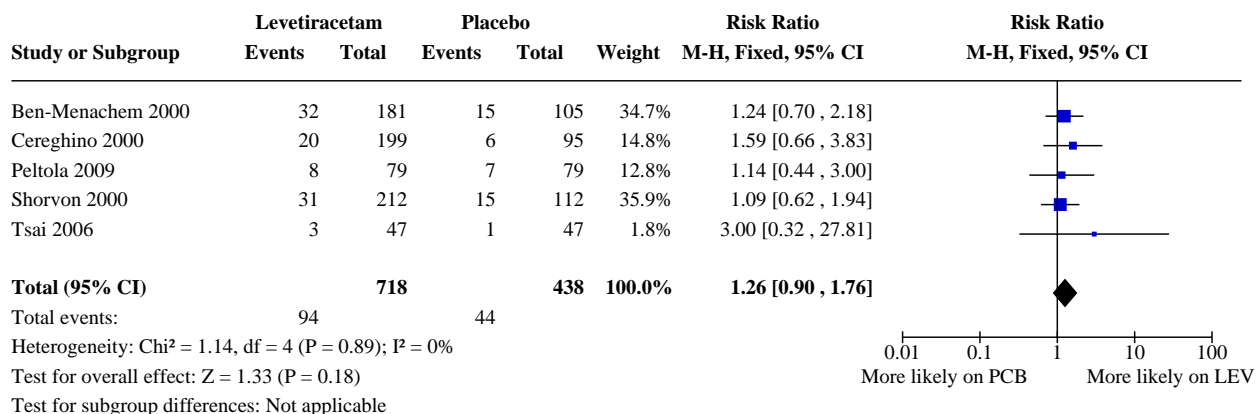 Levetiracetam Placebo Risk Ratio Risk Ratio
Study or Subgroup Events Total Events Total Weight M-H, Fixed, 95% CI M-H, Fixed, 95% CI
Ben-Menachem 2000 32 181 15 105 34.7% 1.24 [0.70 , 2.18]
Cereghino 2000 20 199 6 95 14.8% 1.59 [0.66 , 3.83]
Peltola 2009 8 79 7 79 12.8% 1.14 [0.44 , 3.00]
Shorvon 2000 31 212 15 112 35.9% 1.09 [0.62 , 1.94]
Tsai 2006 3 47 1 47 1.8% 3.00 [0.32 , 27.81]
Total (95% CI) 718 438 100.0% 1.26 [0.90 , 1.76]
Total events: 94 44
Heterogeneity: Chi² = 1.14, df = 4 (P = 0.89); I² = 0%
0.01 0.1 1 10 100
Test for overall effect: Z = 1.33 (P = 0.18)
More likely on PCB More likely on LEV
Test for subgroup differences: Not applicable